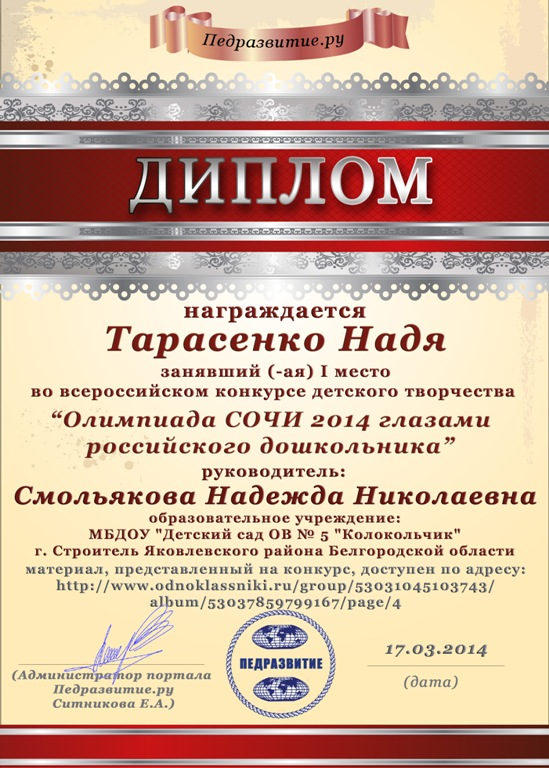 Педразвитие.ру
ДИПЛОМ
награждается
Тарасенко Надя
занявший (-ая) I место
во всероссийском конкурсе детского творчества
“Олимпиада СОЧИ 2014 глазами
российского дошкольника”
руководитель:
Смольякова Надежда Николаевна
образовательное учреждение:
МБДОУ "Детский сад ОВ № 5 "Колокольчик"
г. Строитель Яковлевского района Белгородской области
материал, представленный на конкурс, доступен по адресу:
http://www.odnoklassniki.ru/group/53031045103743/
album/53037859799167/page/4
(Администратор портала
Педразвитие.ру
Ситникова Е.А.)
ПЕДРАЗВИТИЕ
17.03.2014
(дата)